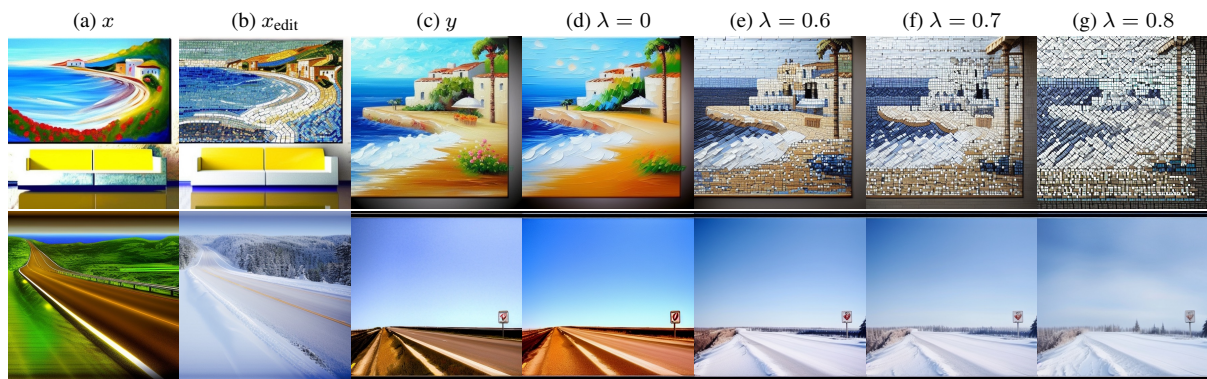 (a) x (b) x_edit (c) y (d) λ = 0 (e) λ = 0.6 (f) λ = 0.7 (g) λ = 0.8